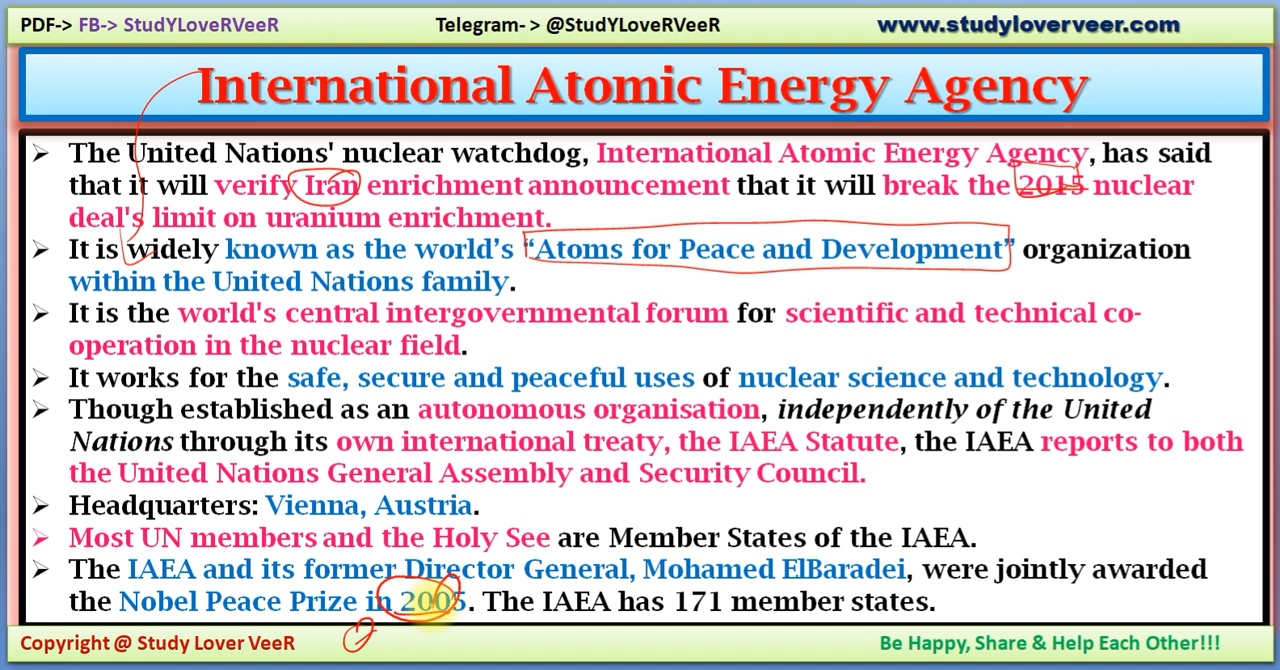 PDF-> FB-> StudYLoveRVeeR Telegram- > @StudYLoveRVeeR www.studyloverveer.com
International Atomic Energy Agency
➢ The United Nations' nuclear watchdog, International Atomic Energy Agency, has said
that it will verify Iran enrichment announcement that it will break the 2015 nuclear
deal's limit on uranium enrichment.
➢ It is widely known as the world’s “Atoms for Peace and Development” organization
within the United Nations family.
➢ It is the world's central intergovernmental forum for scientific and technical co-
operation in the nuclear field.
➢ It works for the safe, secure and peaceful uses of nuclear science and technology.
➢ Though established as an autonomous organisation, independently of the United
Nations through its own international treaty, the IAEA Statute, the IAEA reports to both
the United Nations General Assembly and Security Council.
➢ Headquarters: Vienna, Austria.
➢ Most UN members and the Holy See are Member States of the IAEA.
➢ The IAEA and its former Director General, Mohamed ElBaradei, were jointly awarded
the Nobel Peace Prize in 2005. The IAEA has 171 member states.
Copyright @ Study Lover VeeR Be Happy, Share & Help Each Other!!!